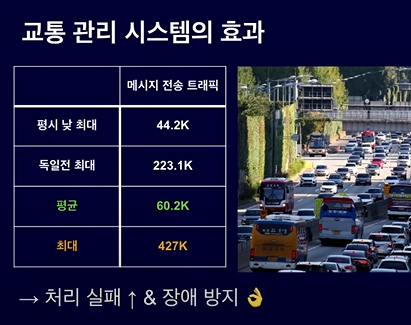 교통 관리 시스템의 효과
메시지 전송 트래픽
평시 낮 최대 44.2K
독일전 최대 223.1K
평균 60.2K
최대 427K
→ 처리 실패 ↑ & 장애 방지 👌